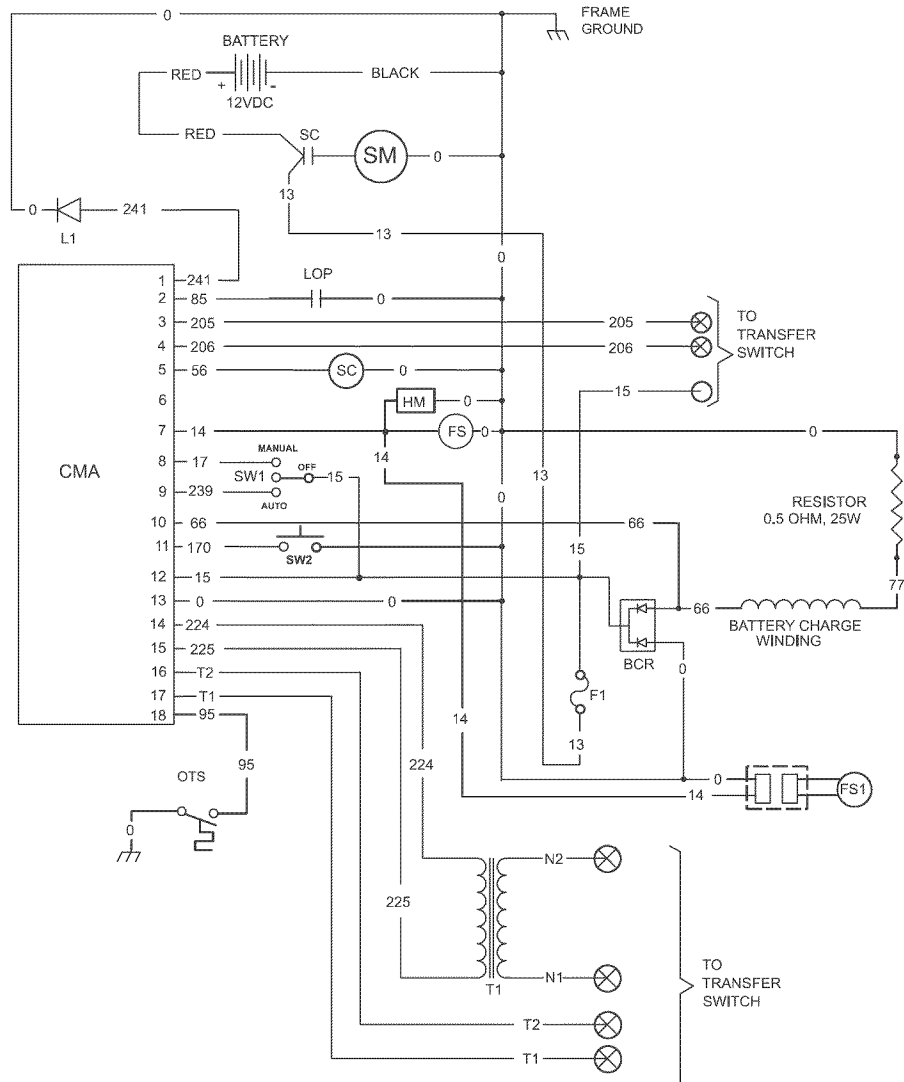 0
FRAME
GROUND
BATTERY
RED
+
-
BLACK
12VDC
RED
SC
SM
0
13
13
0
241
L1
0
1
241
LOP
2
85
0
TO
TRANSFER
SWITCH
3
205
205
4
206
206
5
56
SC
0
15
6
HM
0
7
14
FS
0
0
14
MANUAL
8
17
SW1
OFF
15
CMA
13
RESISTOR
0.5 OHM, 25W
9
239
AUTO
0
10
66
66
11
170
SW2
15
12
15
77
13
0
0
66
14
224
BATTERY CHARGE
WINDING
15
225
BCR
0
16
T2
17
T1
F1
18
95
14
13
95
224
OTS
0
14
FS1
0
N2
225
N1
T1
TO
TRANSFER
SWITCH
T2
T1